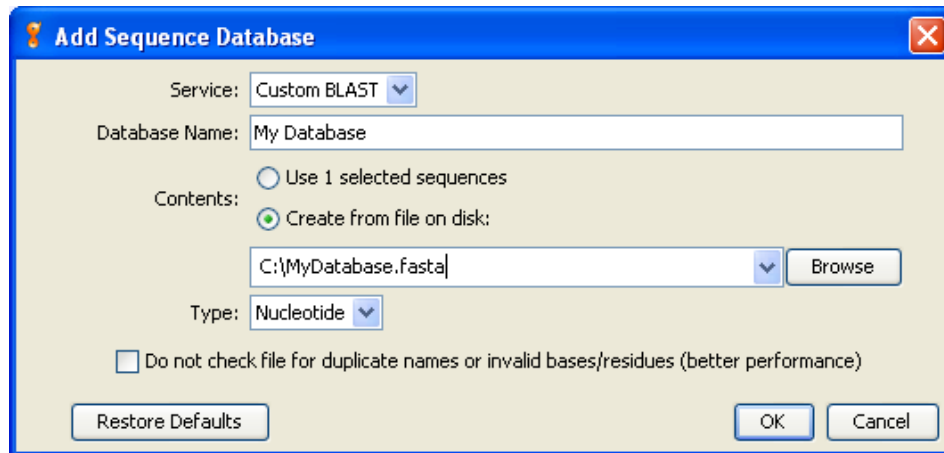 Add Sequence Database
Service: Custom BLAST
Database Name: My Database
Contents:
Use 1 selected sequences
Create from file on disk:
C:\MyDatabase.fasta Browse
Type: Nucleotide
Do not check file for duplicate names or invalid bases/residues (better performance)
Restore Defaults OK Cancel